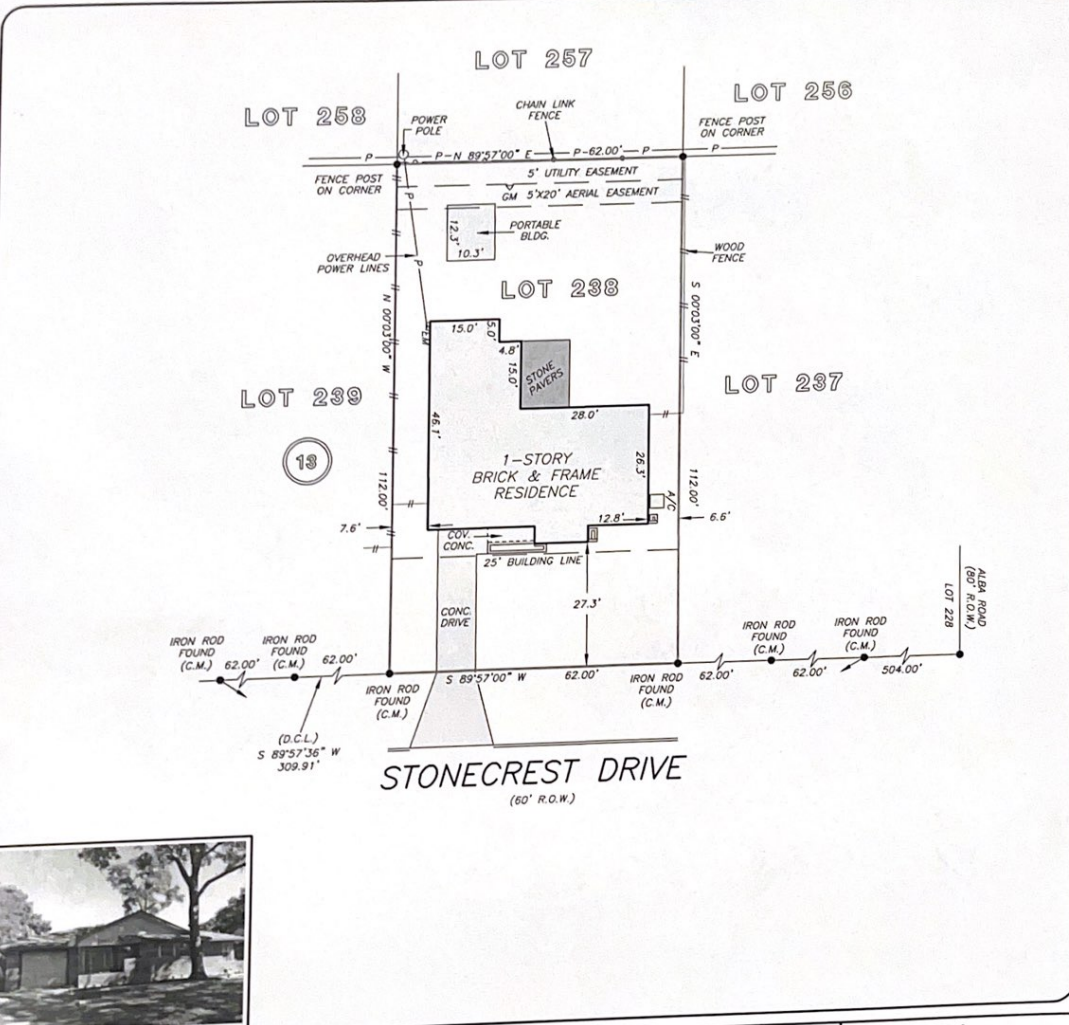 LOT 257
LOT 258
LOT 256
POWER
POLE
CHAIN LINK
FENCE
FENCE POST
ON CORNER
P
P-N 89°57'00" E
P-62.00'
P
P
FENCE POST
ON CORNER
5' UTILITY EASEMENT
GM 5'X20' AERIAL EASEMENT
P
12.3'
10.3'
PORTABLE
BLDG.
OVERHEAD
POWER LINES
P
WOOD
FENCE
LOT 238
N 00°03'00" W
S 00°03'00" E
EM
15.0'
5.0'
4.8'
15.0'
STONE
PAVERS
LOT 239
LOT 237
28.0'
46.1'
13
1-STORY
BRICK & FRAME
RESIDENCE
26.3'
112.00'
112.00'
A/C
7.6'
12.8'
6.6'
COV.
CONC.
25' BUILDING LINE
27.3'
CONC.
DRIVE
ALBA ROAD
(80' R.O.W.)
LOT 228
IRON ROD
FOUND
(C.M.)
62.00'
IRON ROD
FOUND
(C.M.)
62.00'
IRON ROD
FOUND
(C.M.)
S 89°57'00" W
62.00'
IRON ROD
FOUND
(C.M.)
62.00'
IRON ROD
FOUND
(C.M.)
62.00'
IRON ROD
FOUND
(C.M.)
504.00'
(D.C.L.)
S 89°57'36" W
309.91'
STONECREST DRIVE
(60' R.O.W.)